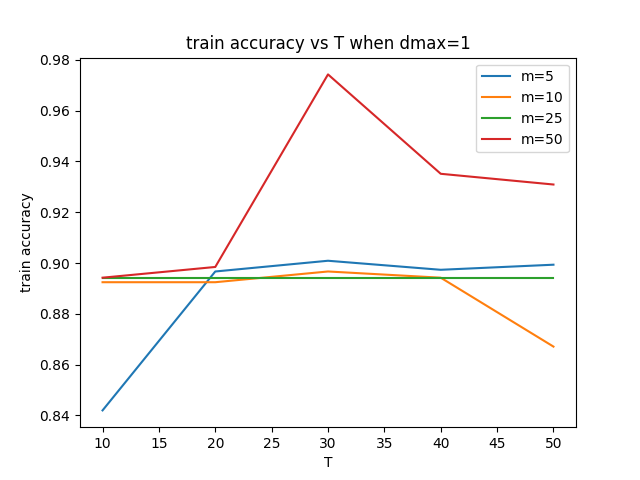 train accuracy vs T when dmax=1
m=5
m=10
m=25
m=50
train accuracy
0.98
0.96
0.94
0.92
0.90
0.88
0.86
0.84
10 15 20 25 30 35 40 45 50
T